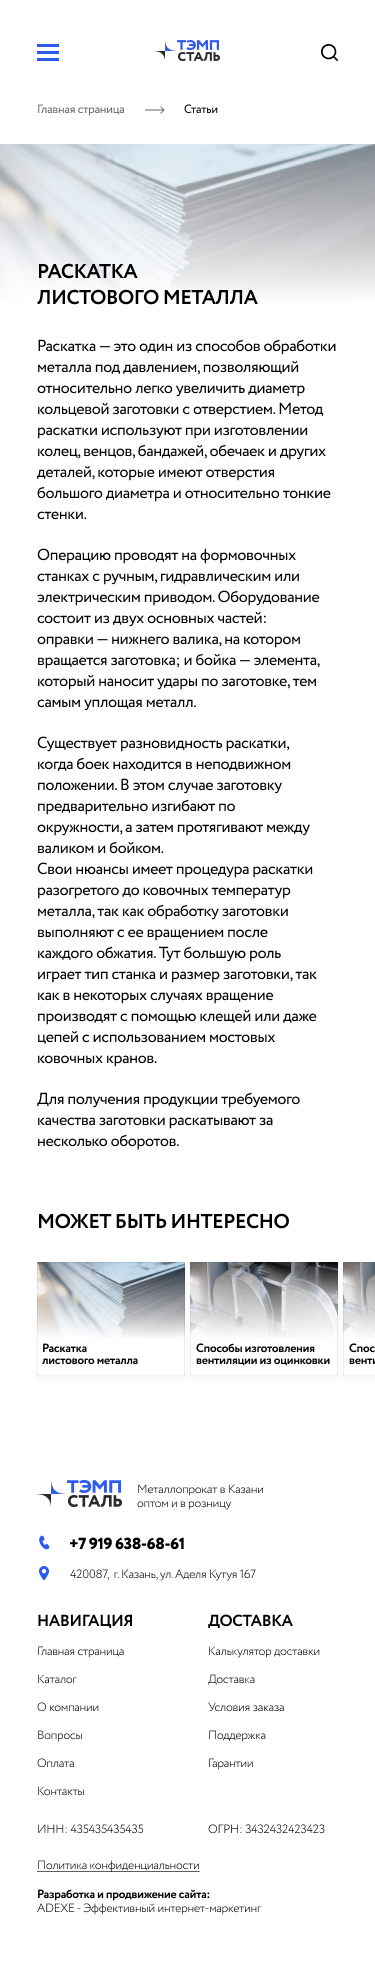 ТЭМП
СТАЛЬ
Главная страница
Статьи
РАСКАТКА
ЛИСТОВОГО МЕТАЛЛА
Раскатка — это один из способов обработки
металла под давлением, позволяющий
относительно легко увеличить диаметр
кольцевой заготовки с отверстием. Метод
раскатки используют при изготовлении
колец, венцов, бандажей, обечаек и других
деталей, которые имеют отверстия
большого диаметра и относительно тонкие
стенки.
Операцию проводят на формовочных
станках с ручным, гидравлическим или
электрическим приводом. Оборудование
состоит из двух основных частей:
оправки — нижнего валика, на котором
вращается заготовка; и бойка — элемента,
который наносит удары по заготовке, тем
самым уплощая металл.
Существует разновидность раскатки,
когда боек находится в неподвижном
положении. В этом случае заготовку
предварительно изгибают по
окружности, а затем протягивают между
валиком и бойком.
Свои нюансы имеет процедура раскатки
разогретого до ковочных температур
металла, так как обработку заготовки
выполняют с ее вращением после
каждого обжатия. Тут большую роль
играет тип станка и размер заготовки, так
как в некоторых случаях вращение
производят с помощью клещей или даже
цепей с использованием мостовых
ковочных кранов.
Для получения продукции требуемого
качества заготовки раскатывают за
несколько оборотов.
МОЖЕТ БЫТЬ ИНТЕРЕСНО
Раскатка
листового металла
Способы изготовления
вентиляции из оцинковки
Спос
венти
ТЭМП
СТАЛЬ
Металлопрокат в Казани
оптом и в розницу
+7 919 638-68-61
420087, г. Казань, ул. Аделя Кутуя 167
НАВИГАЦИЯ
Главная страница
Каталог
О компании
Вопросы
Оплата
Контакты
ДОСТАВКА
Калькулятор доставки
Доставка
Условия заказа
Поддержка
Гарантии
ИНН: 435435435435
ОГРН: 3432432423423
Политика конфиденциальности
Разработка и продвижение сайта:
ADEXE - Эффективный интернет-маркетинг